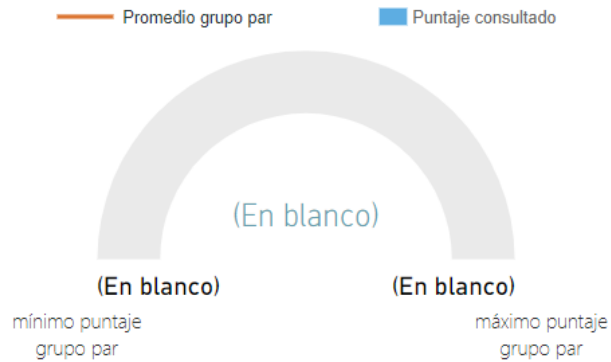 Promedio grupo par
Puntaje consultado
(En blanco)
(En blanco)
(En blanco)
mínimo puntaje
grupo par
máximo puntaje
grupo par